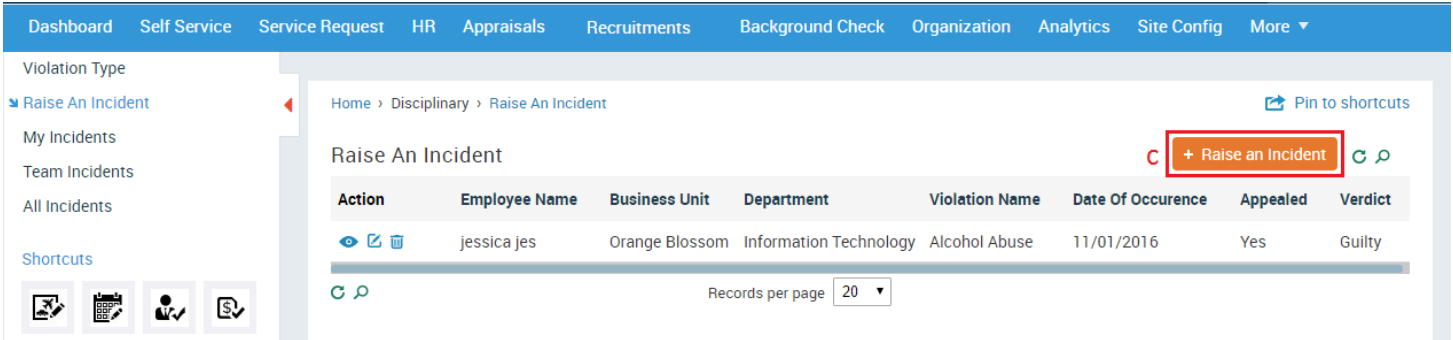 Dashboard Self Service Service Request HR Appraisals Recruitments Background Check Organization Analytics Site Config More ▼
Violation Type
Raise An Incident
My Incidents
Team Incidents
All Incidents
Shortcuts
Home › Disciplinary › Raise An Incident
Pin to shortcuts
Raise An Incident
C
+ Raise an Incident
Action Employee Name Business Unit Department Violation Name Date Of Occurence Appealed Verdict
jessica jes Orange Blossom Information Technology Alcohol Abuse 11/01/2016 Yes Guilty
Records per page 20 ▼